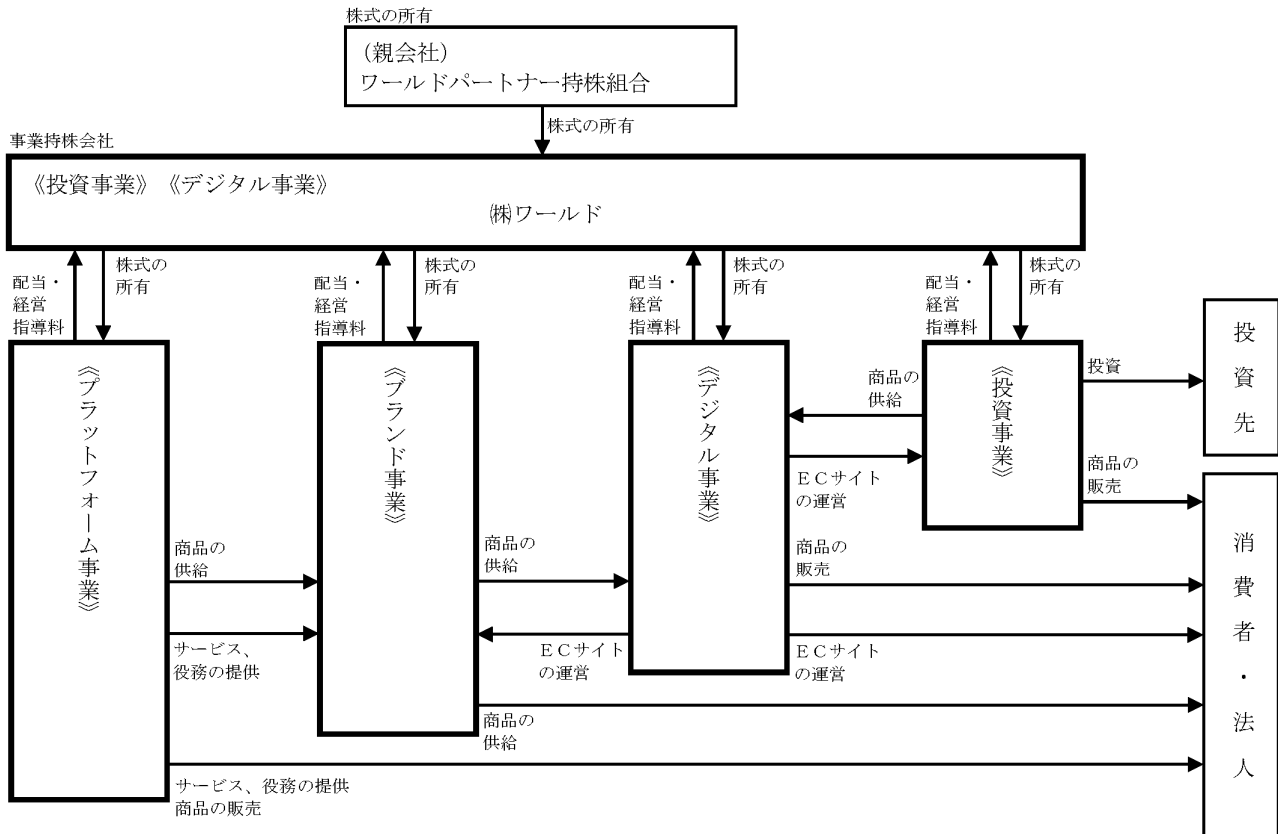 株式の所有
（親会社）
ワールドパートナー持株組合
株式の所有
事業持株会社
《投資事業》《デジタル事業》
㈱ワールド
配当・
経営
指導料
株式の
所有
配当・
経営
指導料
株式の
所有
配当・
経営
指導料
株式の
所有
配当・
経営
指導料
株式の
所有
《プラットフォーム事業》
《ブランド事業》
《デジタル事業》
《投資事業》
投資先
商品の
供給
投資
ＥＣサイト
の運営
商品の
販売
消費者・法人
商品の
供給
商品の
供給
商品の
販売
サービス、
役務の提供
ＥＣサイト
の運営
ＥＣサイト
の運営
商品の
供給
サービス、役務の提供
商品の販売